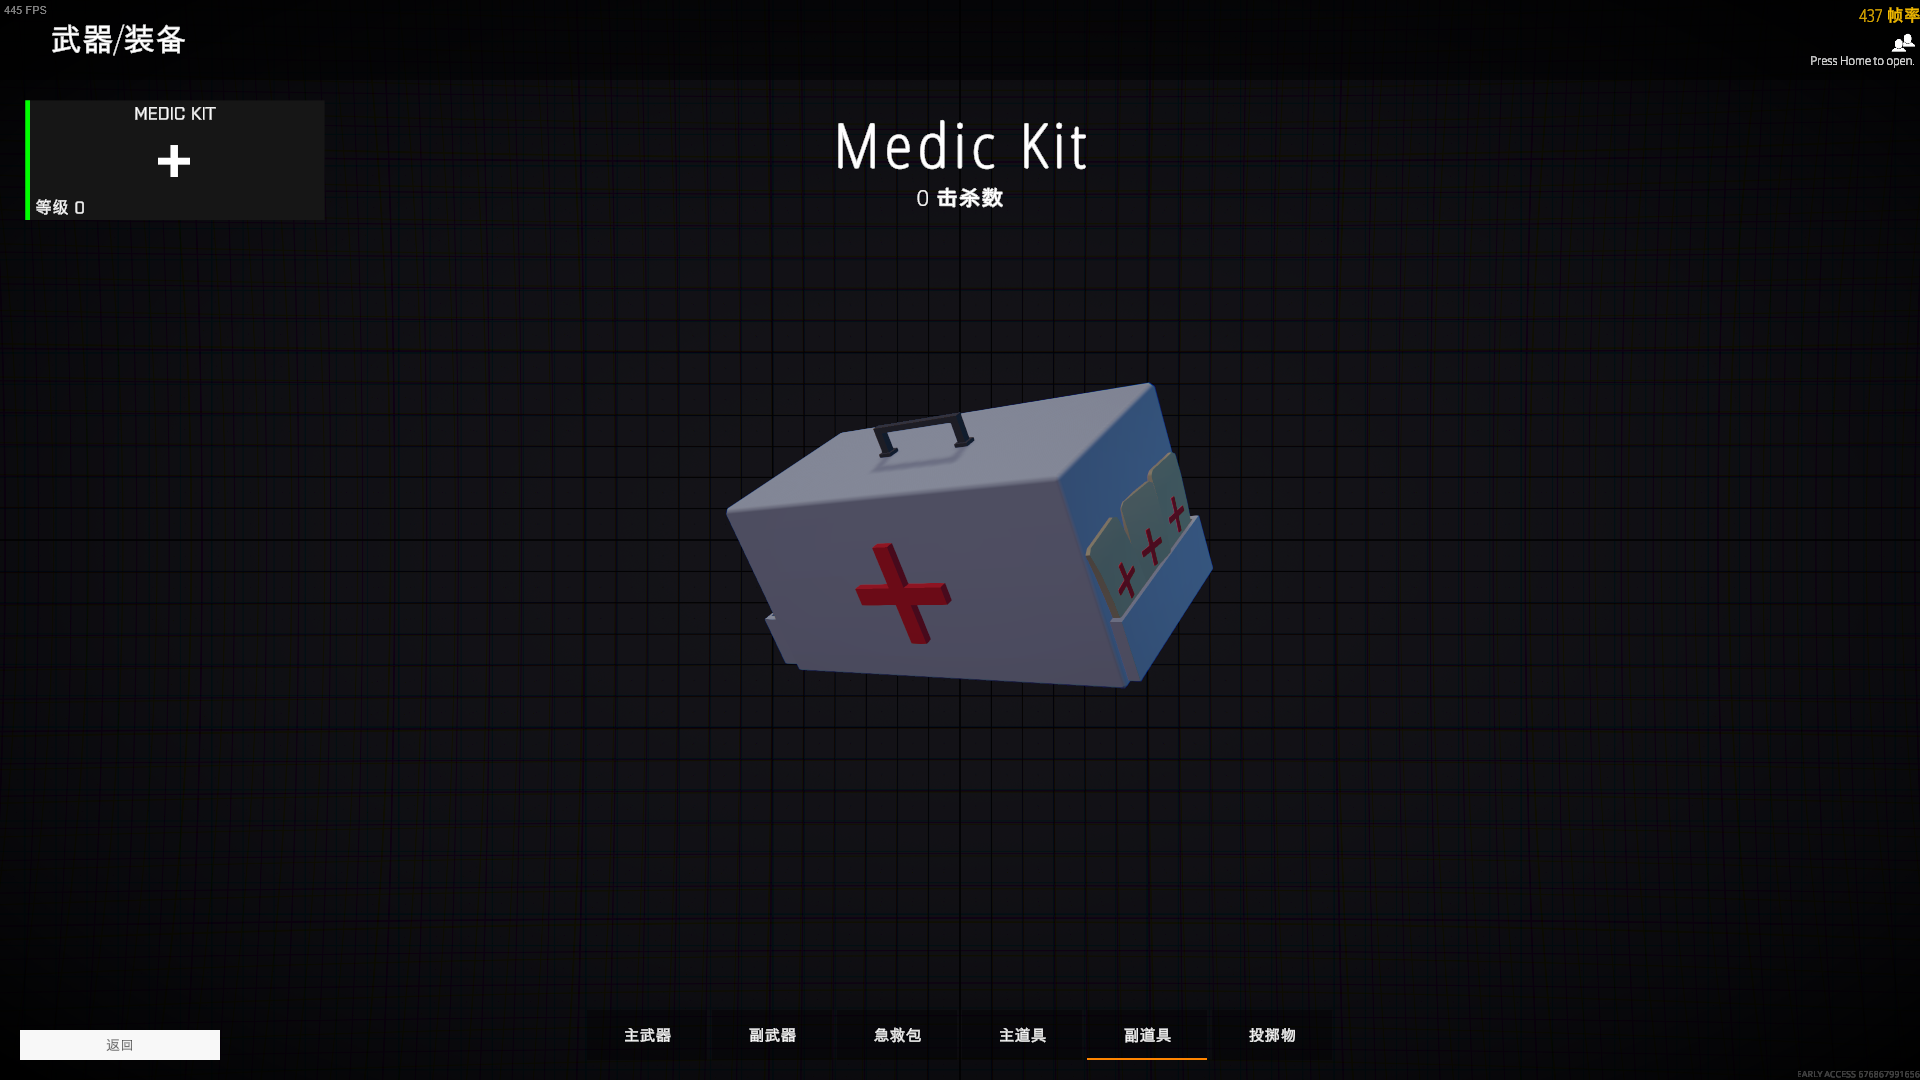 445 FPS
437 帧率
武器/装备
Press Home to open.
MEDIC KIT
等级 0
Medic Kit
0 击杀数
主武器
副武器
急救包
主道具
副道具
投掷物
返回
EARLY ACCESS 676867991656